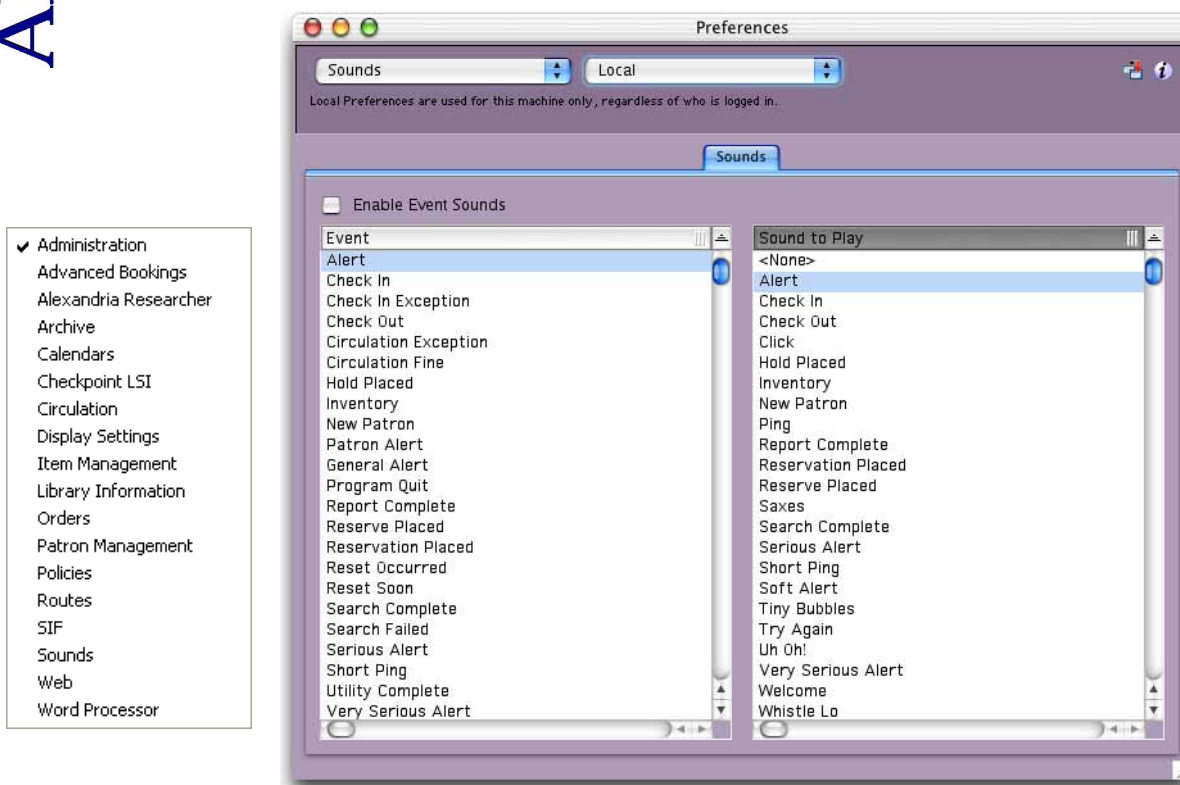 A
Preferences
Sounds
Local
Local Preferences are used for this machine only, regardless of who is logged in.
Sounds
Enable Event Sounds
Administration
Advanced Bookings
Alexandria Researcher
Archive
Calendars
Checkpoint LSI
Circulation
Display Settings
Item Management
Library Information
Orders
Patron Management
Policies
Routes
SIF
Sounds
Web
Word Processor
Event
Alert
Check In
Check In Exception
Check Out
Circulation Exception
Circulation Fine
Hold Placed
Inventory
New Patron
Patron Alert
General Alert
Program Quit
Report Complete
Reserve Placed
Reservation Placed
Reset Occurred
Reset Soon
Search Complete
Search Failed
Serious Alert
Short Ping
Utility Complete
Very Serious Alert
Sound to Play
<None>
Alert
Check In
Check Out
Click
Hold Placed
Inventory
New Patron
Ping
Report Complete
Reservation Placed
Reserve Placed
Saxes
Search Complete
Serious Alert
Short Ping
Soft Alert
Tiny Bubbles
Try Again
Uh Oh!
Very Serious Alert
Welcome
Whistle Lo